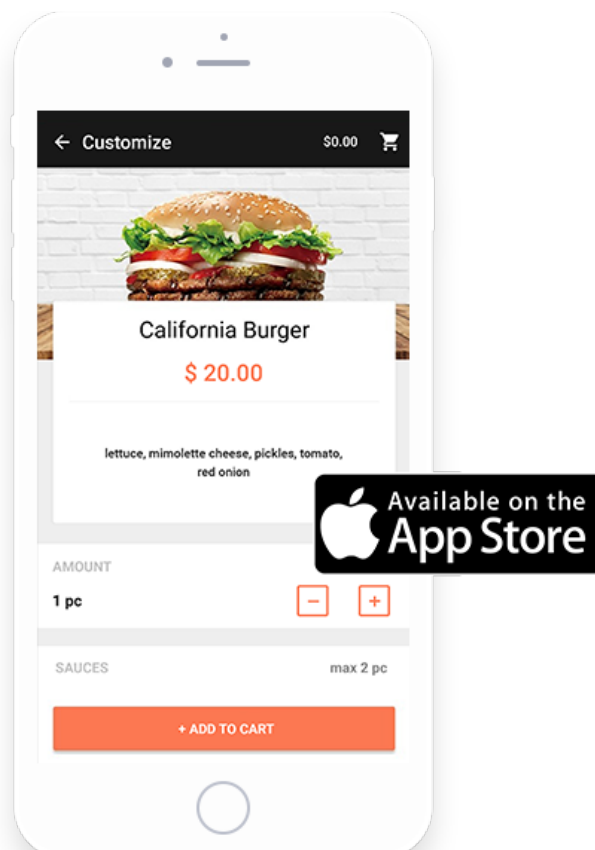 Customize
$0.00
California Burger
$ 20.00
lettuce, mimolette cheese, pickles, tomato,
red onion
Available on the
App Store
AMOUNT
1 pc
SAUCES max 2 pc
+ ADD TO CART